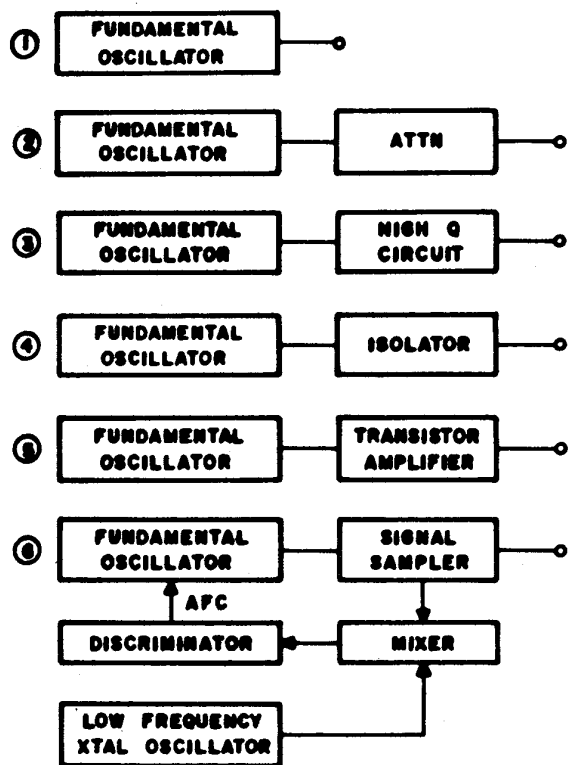 ① FUNDAMENTAL
OSCILLATOR
② FUNDAMENTAL
OSCILLATOR
ATTN
③ FUNDAMENTAL
OSCILLATOR
HIGH Q
CIRCUIT
④ FUNDAMENTAL
OSCILLATOR
ISOLATOR
⑤ FUNDAMENTAL
OSCILLATOR
TRANSISTOR
AMPLIFIER
⑥ FUNDAMENTAL
OSCILLATOR
SIGNAL
SAMPLER
AFC
DISCRIMINATOR
MIXER
LOW FREQUENCY
XTAL OSCILLATOR